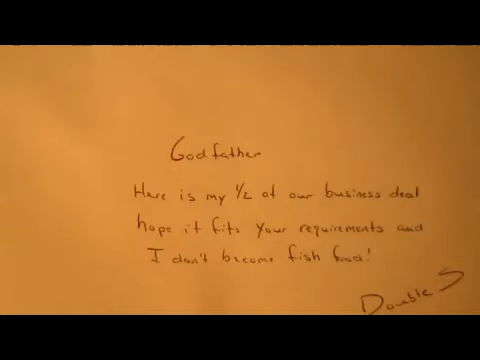 Godfather
Here is my 1/2 of our business deal
hope it fits your requirements and
I don't become fish food!
Double S